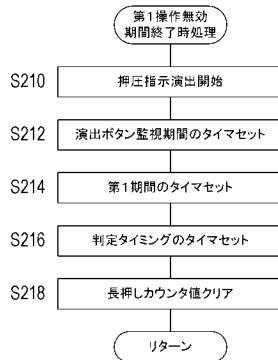 第1操作無効
期間終了時処理
S210
押圧指示演出開始
S212
演出ボタン監視期間のタイマセット
S214
第1期間のタイマセット
S216
判定タイミングのタイマセット
S218
長押しカウンタ値クリア
リターン